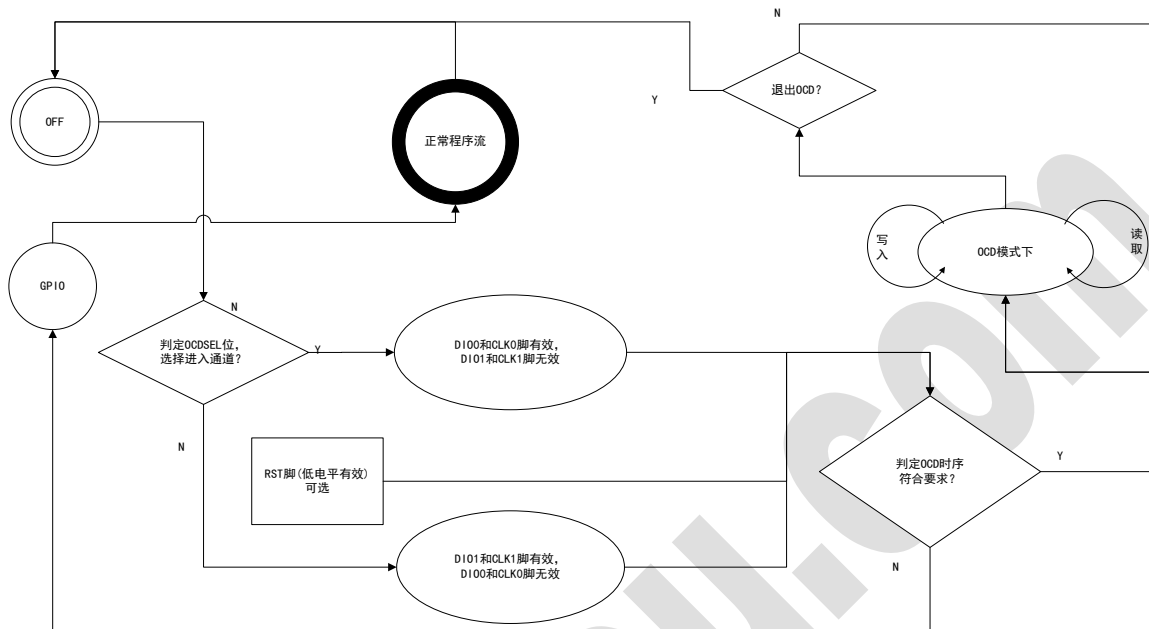 N
退出OCD?
Y
OFF
正常程序流
写
入
OCD模式下
读
取
GPIO
N
判定OCDSEL位,
选择进入通道?
Y
DIO0和CLK0脚有效,
DIO1和CLK1脚无效
N
RST脚(低电平有效)
可选
判定OCD时序
符合要求?
Y
DIO1和CLK1脚有效,
DIO0和CLK0脚无效
N
u.com